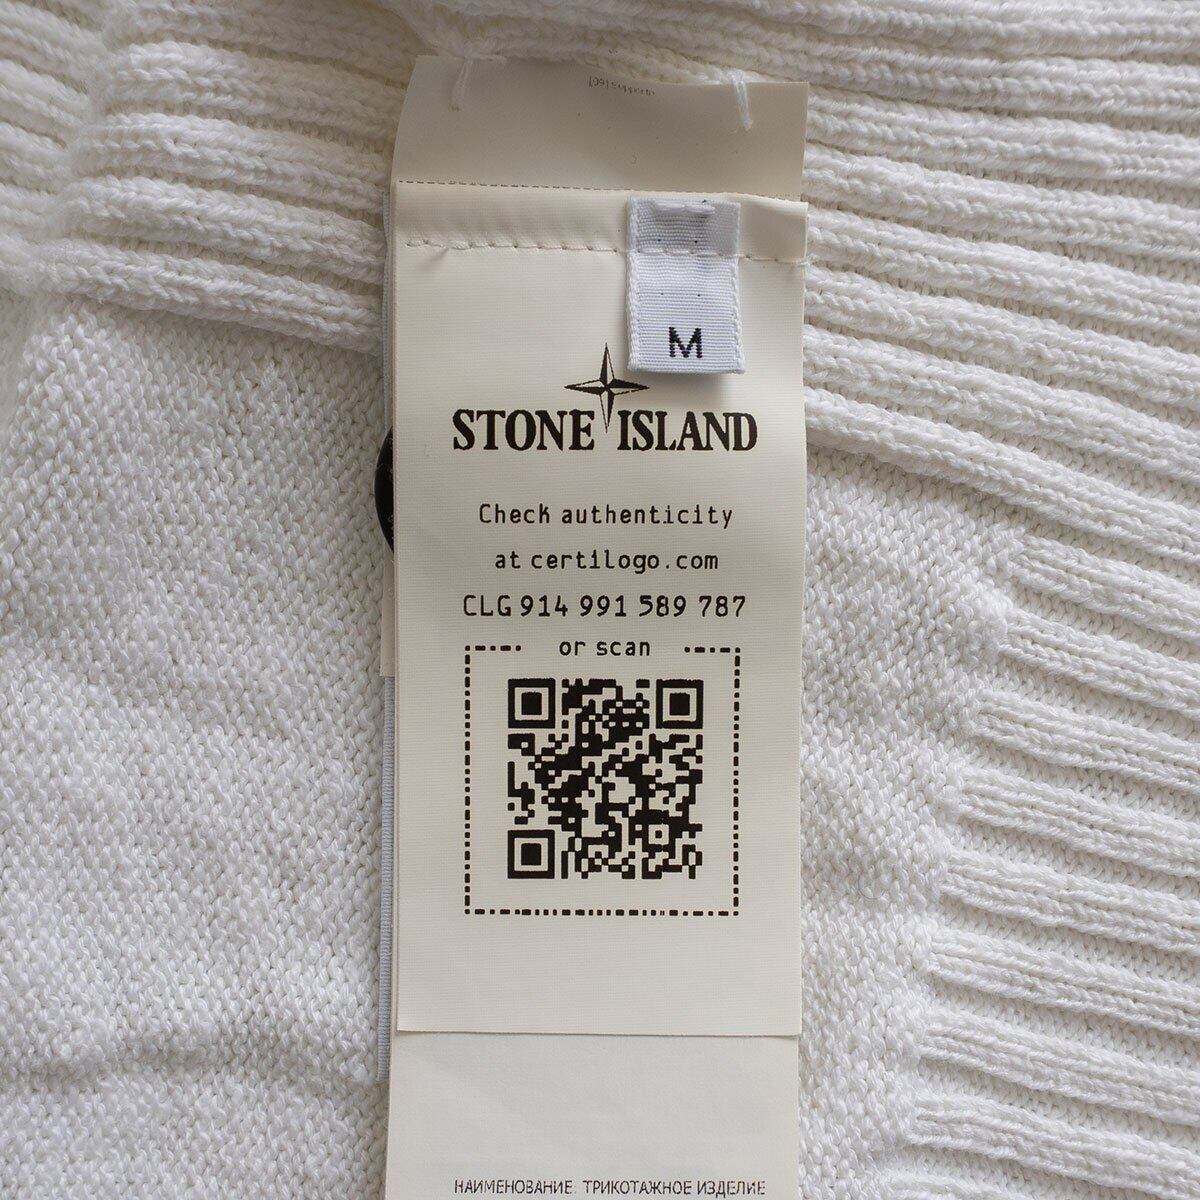 M
STONE ISLAND
Check authenticity
at certilogo.com
CLG 914 991 589 787
or scan
НАИМЕНОВАНИЕ: ТРИКОТАЖНОЕ ИЗДЕЛИЕ